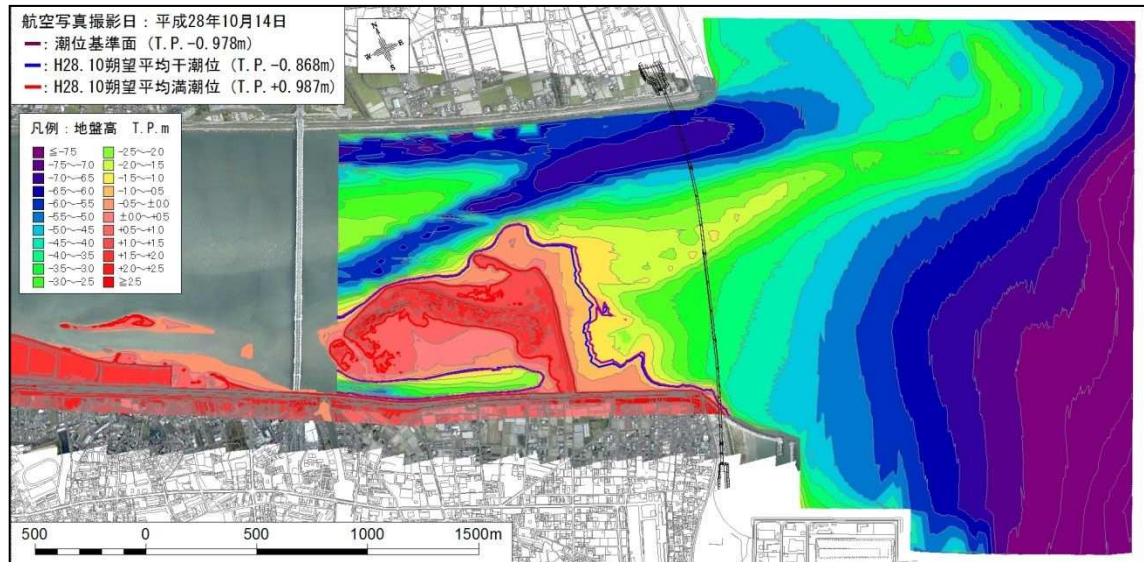 航空写真撮影日：平成28年10月14日
：潮位基準面（T.P.-0.978m）
：H28.10朔望平均干潮位（T.P.-0.868m）
：H28.10朔望平均満潮位（T.P.+0.987m）
N
W
E
S
凡例：地盤高 T.P.m
≦-7.5
-7.5～-7.0
-7.0～-6.5
-6.5～-6.0
-6.0～-5.5
-5.5～-5.0
-5.0～-4.5
-4.5～-4.0
-4.0～-3.5
-3.5～-3.0
-3.0～-2.5
-2.5～-2.0
-2.0～-1.5
-1.5～-1.0
-1.0～-0.5
-0.5～±0.0
±0.0～+0.5
+0.5～+1.0
+1.0～+1.5
+1.5～+2.0
+2.0～+2.5
≧2.5
500 0 500 1000 1500m